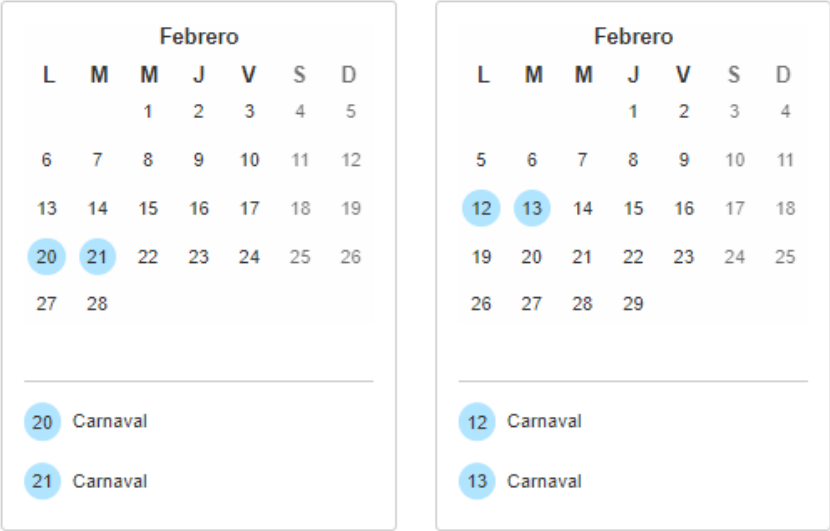 Febrero
L M M J V S D
1 2 3 4 5
6 7 8 9 10 11 12
13 14 15 16 17 18 19
20 21 22 23 24 25 26
27 28
20 Carnaval
21 Carnaval
Febrero
L M M J V S D
1 2 3 4
5 6 7 8 9 10 11
12 13 14 15 16 17 18
19 20 21 22 23 24 25
26 27 28 29
12 Carnaval
13 Carnaval